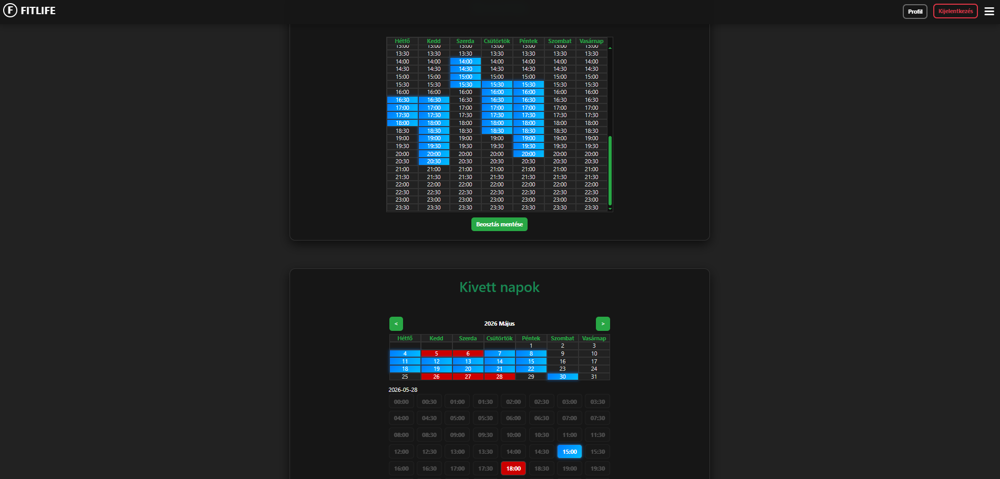 F FITLIFE Profil Kijelentkezés
Hétfő Kedd Szerda Csütörtök Péntek Szombat Vasárnap
13:00 13:00 13:00 13:00 13:00 13:00 13:00
13:30 13:30 13:30 13:30 13:30 13:30 13:30
14:00 14:00 14:00 14:00 14:00 14:00 14:00
14:30 14:30 14:30 14:30 14:30 14:30 14:30
15:00 15:00 15:00 15:00 15:00 15:00 15:00
15:30 15:30 15:30 15:30 15:30 15:30 15:30
16:00 16:00 16:00 16:00 16:00 16:00 16:00
16:30 16:30 16:30 16:30 16:30 16:30 16:30
17:00 17:00 17:00 17:00 17:00 17:00 17:00
17:30 17:30 17:30 17:30 17:30 17:30 17:30
18:00 18:00 18:00 18:00 18:00 18:00 18:00
18:30 18:30 18:30 18:30 18:30 18:30 18:30
19:00 19:00 19:00 19:00 19:00 19:00 19:00
19:30 19:30 19:30 19:30 19:30 19:30 19:30
20:00 20:00 20:00 20:00 20:00 20:00 20:00
20:30 20:30 20:30 20:30 20:30 20:30 20:30
21:00 21:00 21:00 21:00 21:00 21:00 21:00
21:30 21:30 21:30 21:30 21:30 21:30 21:30
22:00 22:00 22:00 22:00 22:00 22:00 22:00
22:30 22:30 22:30 22:30 22:30 22:30 22:30
23:00 23:00 23:00 23:00 23:00 23:00 23:00
23:30 23:30 23:30 23:30 23:30 23:30 23:30
Beosztás mentése
Kivett napok
< 2026 Május >
Hétfő Kedd Szerda Csütörtök Péntek Szombat Vasárnap
1 2 3
4 5 6 7 8 9 10
11 12 13 14 15 16 17
18 19 20 21 22 23 24
25 26 27 28 29 30 31
2026-05-28
00:00 00:30 01:00 01:30 02:00 02:30 03:00 03:30
04:00 04:30 05:00 05:30 06:00 06:30 07:00 07:30
08:00 08:30 09:00 09:30 10:00 10:30 11:00 11:30
12:00 12:30 13:00 13:30 14:00 14:30 15:00 15:30
16:00 16:30 17:00 17:30 18:00 18:30 19:00 19:30